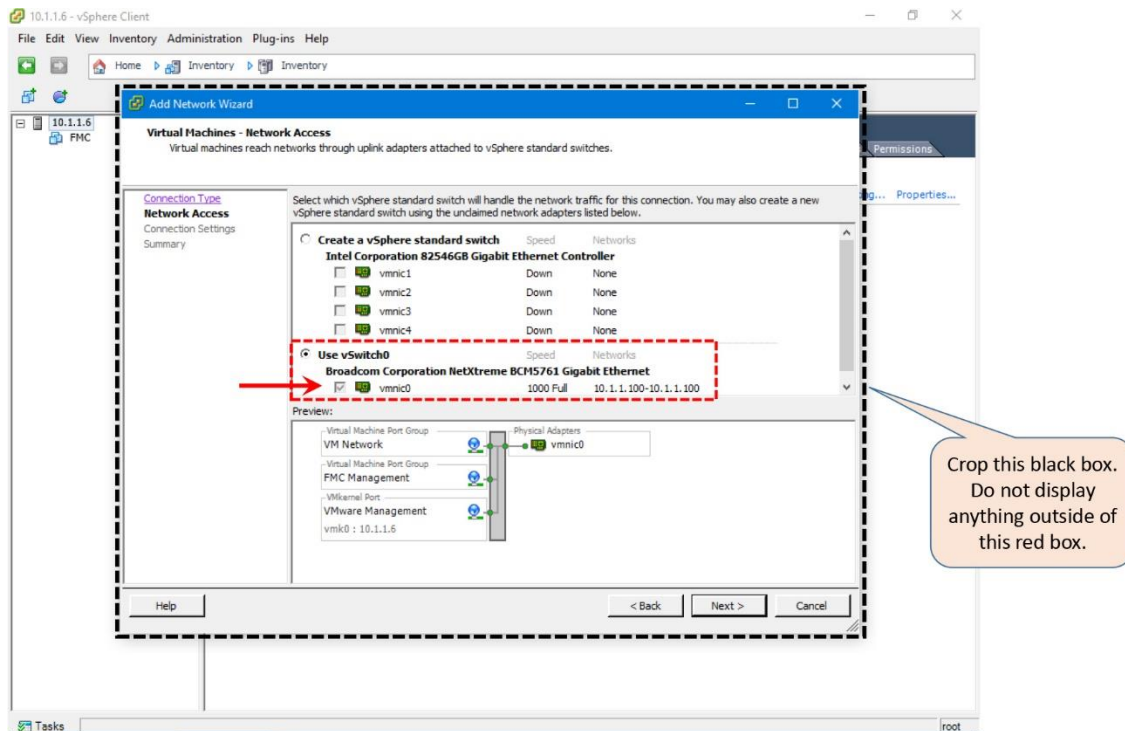 10.1.1.6 - vSphere Client
File Edit View Inventory Administration Plug-ins Help
Home Inventory Inventory
10.1.1.6
FMC
Add Network Wizard
Virtual Machines - Network Access
Virtual machines reach networks through uplink adapters attached to vSphere standard switches.
Permissions
Properties...
Connection Type
Network Access
Connection Settings
Summary
Select which vSphere standard switch will handle the network traffic for this connection. You may also create a new
vSphere standard switch using the unclaimed network adapters listed below.
Create a vSphere standard switch Speed Networks
Intel Corporation 82546GB Gigabit Ethernet Controller
vmnic1 Down None
vmnic2 Down None
vmnic3 Down None
vmnic4 Down None
Use vSwitch0 Speed Networks
Broadcom Corporation NetXtreme BCM5761 Gigabit Ethernet
vmnic0 1000 Full 10.1.1.100-10.1.1.100
Preview:
Virtual Machine Port Group
VM Network
Physical Adapters
vmnic0
Virtual Machine Port Group
FMC Management
VMkernel Port
VMware Management
vmk0 : 10.1.1.6
Help < Back Next > Cancel
Crop this black box.
Do not display
anything outside of
this red box.
Tasks
root